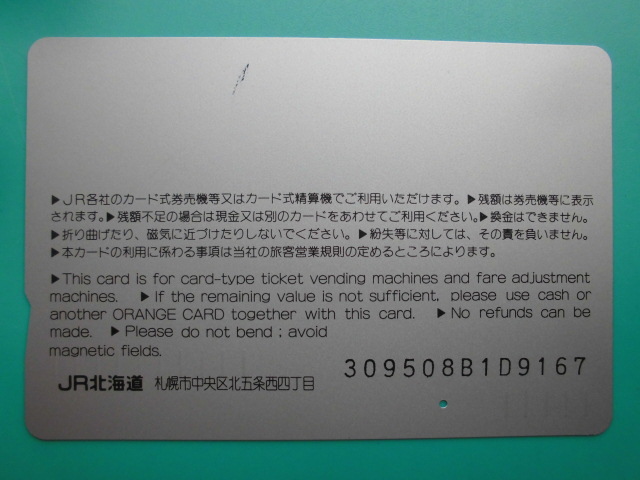 ▶JR各社のカード式券売機等又はカード式精算機でご利用いただけます。▶残額は券売機等に表示
されます。▶残額不足の場合は現金又は別のカードをあわせてご利用ください。▶換金はできません。
▶折り曲げたり、磁気に近づけたりしないでください。▶紛失等に対しては、その責を負いません。
▶本カードの利用に係わる事項は当社の旅客営業規則の定めるところによります。
▶This card is for card-type ticket vending machines and fare adjustment
machines. ▶If the remaining value is not sufficient, please use cash or
another ORANGE CARD together with this card. ▶No refunds can be
made. ▶Please do not bend; avoid
magnetic fields.
309508B1D9167
JR北海道 札幌市中央区北五条西四丁目